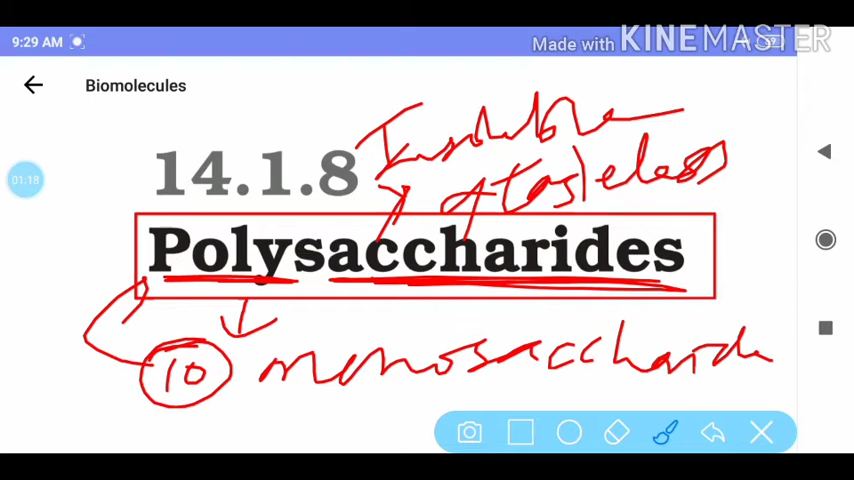 9:29 AM
Made with KINEMASTER
Biomolecules
Insoluble
14.1.8
tasteless
01:18
Polysaccharides
10 monosaccharide